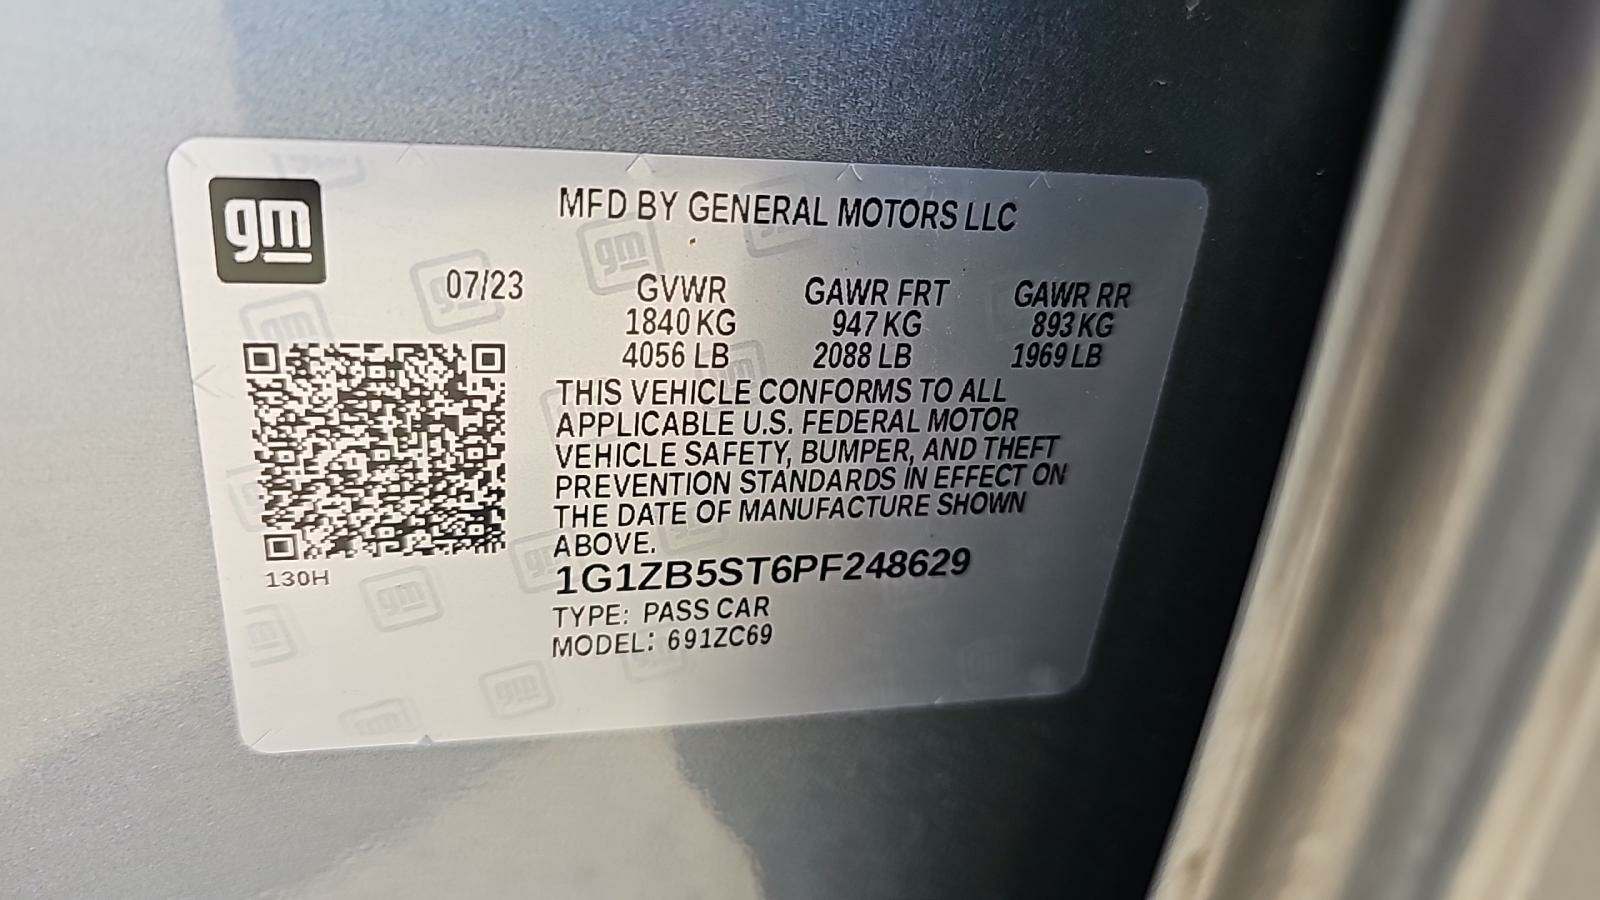 gm
MFD BY GENERAL MOTORS LLC
07/23 GVWR GAWR FRT GAWR RR
1840 KG 947 KG 893 KG
4056 LB 2088 LB 1969 LB
THIS VEHICLE CONFORMS TO ALL
APPLICABLE U.S. FEDERAL MOTOR
VEHICLE SAFETY, BUMPER, AND THEFT
PREVENTION STANDARDS IN EFFECT ON
THE DATE OF MANUFACTURE SHOWN
ABOVE.
130H
1G1ZB5ST6PF248629
TYPE: PASS CAR
MODEL: 691ZC69